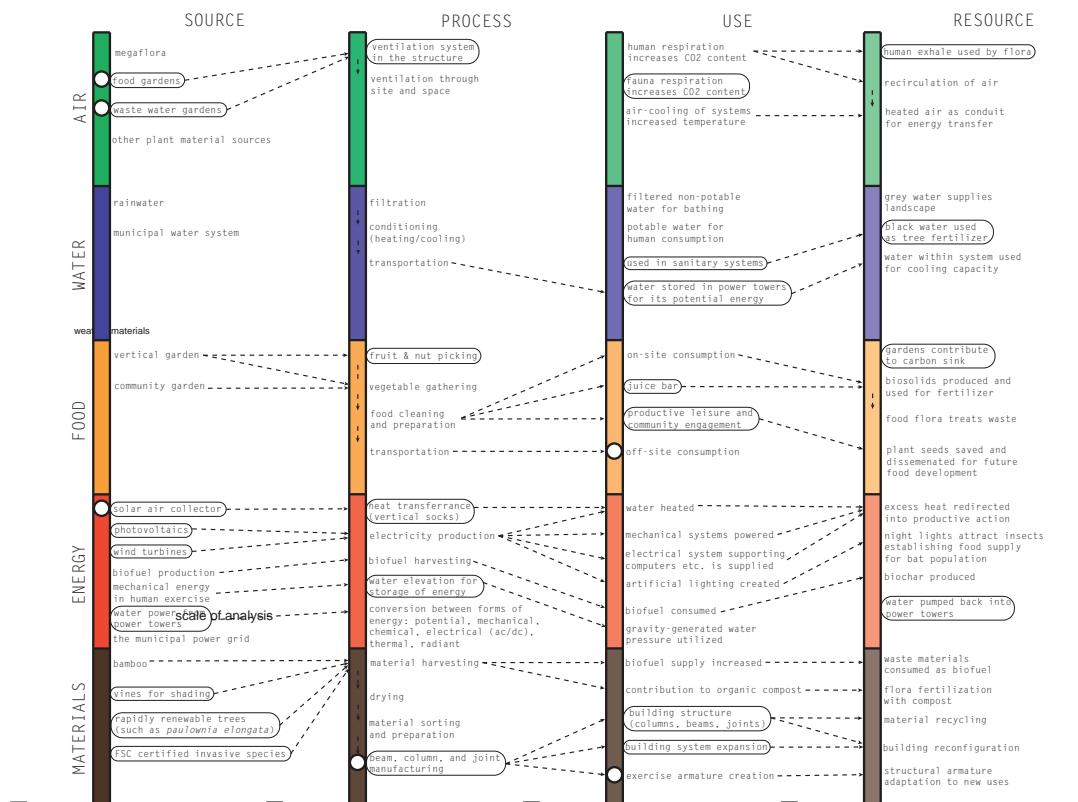 SOURCE
PROCESS
USE
RESOURCE
AIR
megaflora
food gardens
waste water gardens
other plant material sources
ventilation system
in the structure
ventilation through
site and space
human respiration
increases CO2 content
fauna respiration
increases CO2 content
air-cooling of systems
increased temperature
human exhale used by flora
recirculation of air
heated air as conduit
for energy transfer
WATER
rainwater
municipal water system
filtration
conditioning
(heating/cooling)
transportation
filtered non-potable
water for bathing
potable water for
human consumption
used in sanitary systems
water stored in power towers
for its potential energy
grey water supplies
landscape
black water used
as tree fertilizer
water within system used
for cooling capacity
materials
FOOD
vertical garden
community garden
fruit & nut picking
vegetable gathering
food cleaning
and preparation
transportation
on-site consumption
juice bar
productive leisure and
community engagement
off-site consumption
gardens contribute
to carbon sink
biosolids produced and
used for fertilizer
food flora treats waste
plant seeds saved and
dissemenated for future
food development
ENERGY
solar air collector
photovoltaics
wind turbines
biofuel production
mechanical energy
in human exercise
water power from
power towers
scale of analysis
the municipal power grid
heat transferrance
(vertical socks)
electricity production
biofuel harvesting
water elevation for
storage of energy
conversion between forms of
energy: potential, mechanical,
chemical, electrical (ac/dc),
thermal, radiant
water heated
mechanical systems powered
electrical system supporting
computers etc. is supplied
artificial lighting created
biofuel consumed
gravity-generated water
pressure utilized
excess heat redirected
into productive action
night lights attract insects
establishing food supply
for bat population
biochar produced
water pumped back into
power towers
MATERIALS
bamboo
vines for shading
rapidly renewable trees
(such as paulownia elongata)
FSC certified invasive species
material harvesting
drying
material sorting
and preparation
beam, column, and joint
manufacturing
biofuel supply increased
contribution to organic compost
building structure
(columns, beams, joints)
building system expansion
exercise armature creation
waste materials
consumed as biofuel
flora fertilization
with compost
material recycling
building reconfiguration
structural armature
adaptation to new uses